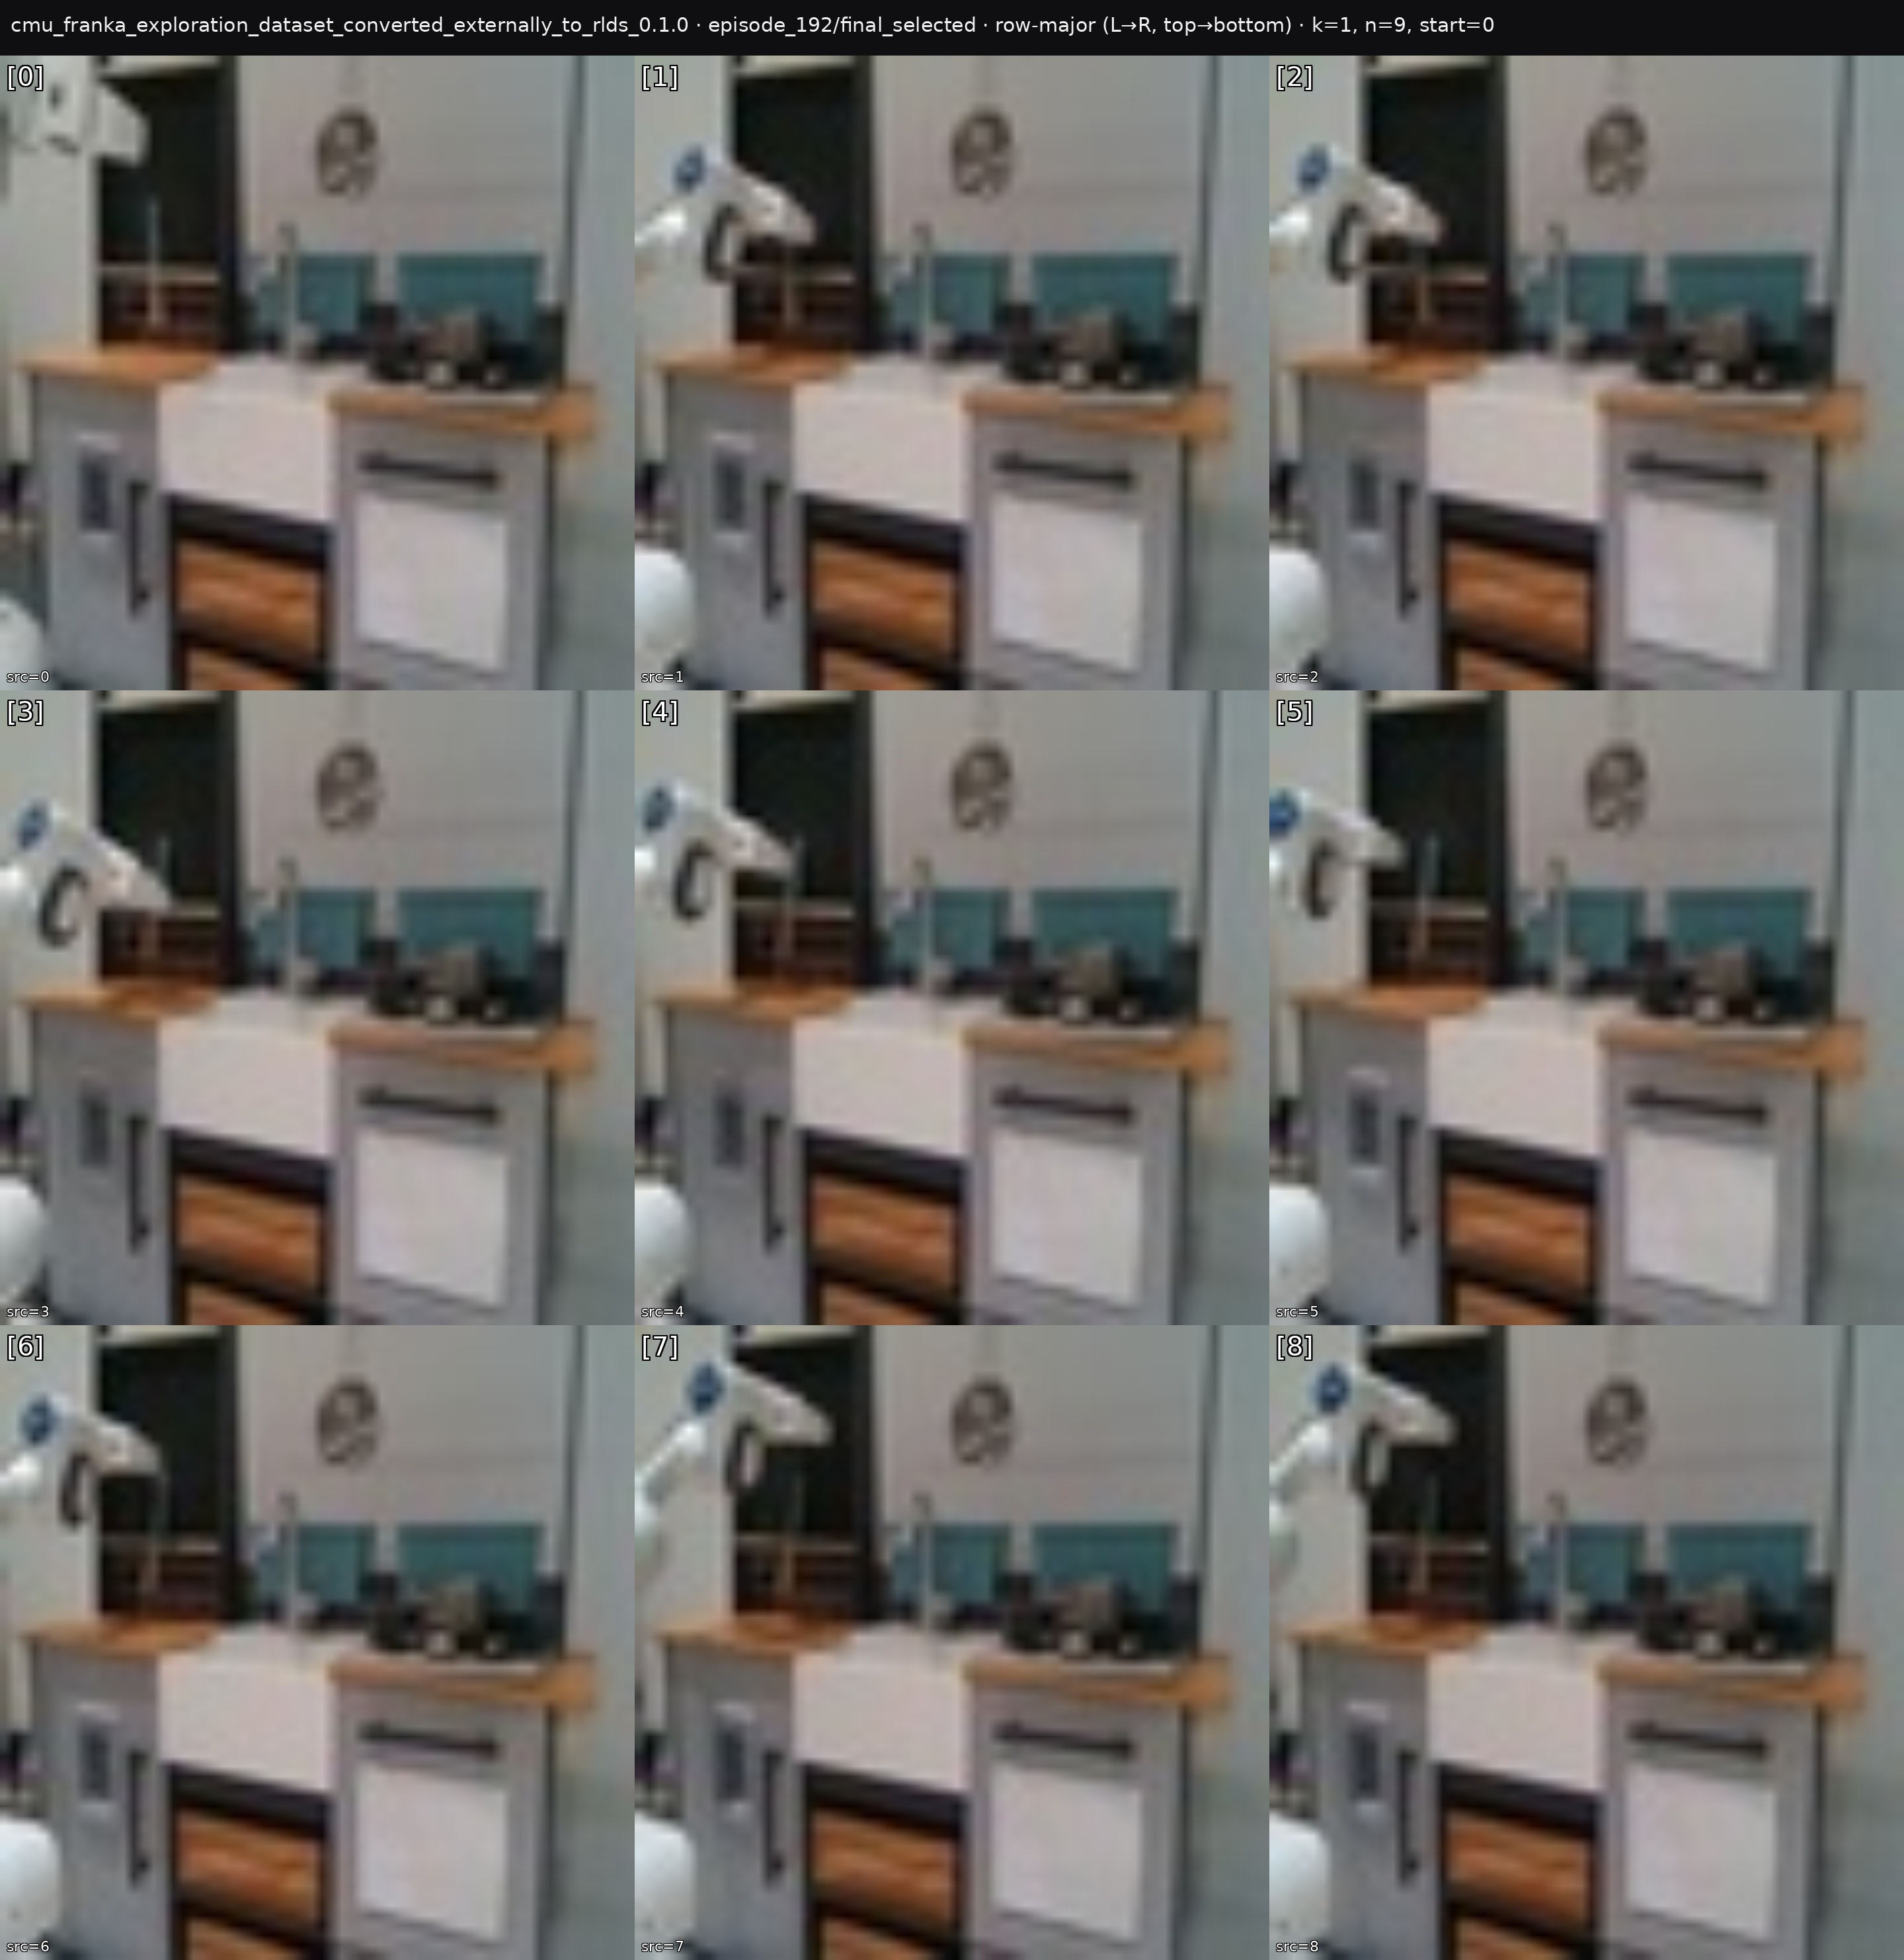 cmu_franka_exploration_dataset_converted_externally_to_rlds_0.1.0 · episode_192/final_selected · row-major (L→R, top→bottom) · k=1, n=9, start=0
[0]
[1]
[2]
src=0
src=1
src=2
[3]
[4]
[5]
src=3
src=4
src=5
[6]
[7]
[8]
src=6
src=7
src=8